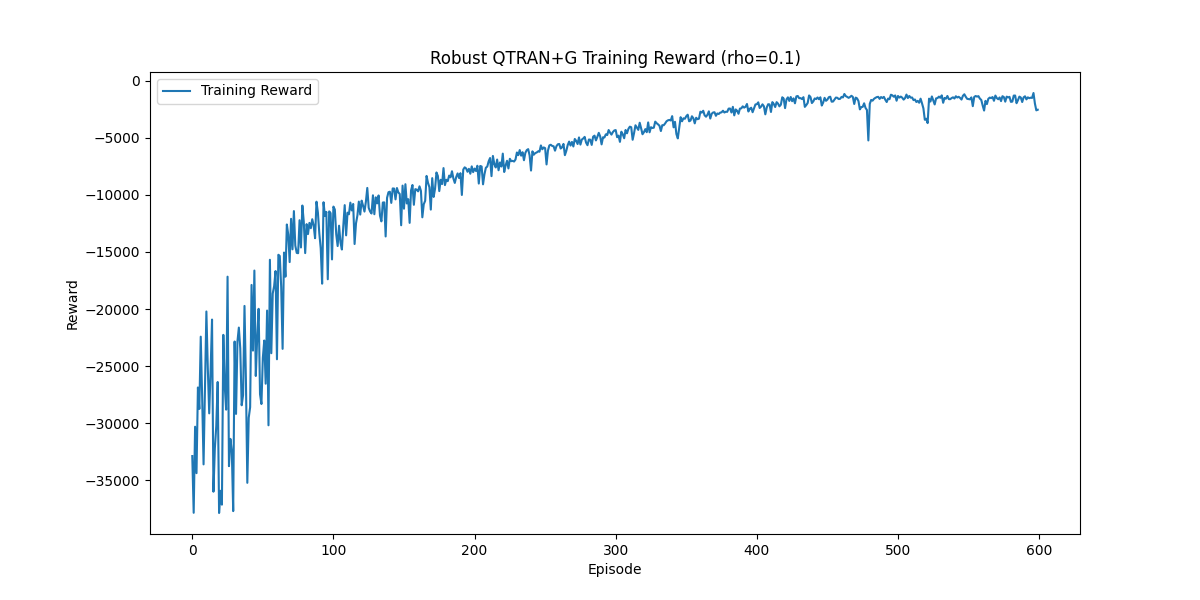 Robust QTRAN+G Training Reward (rho=0.1)
Training Reward
0
−5000
−10000
−15000
−20000
−25000
−30000
−35000
Reward
0 100 200 300 400 500 600
Episode